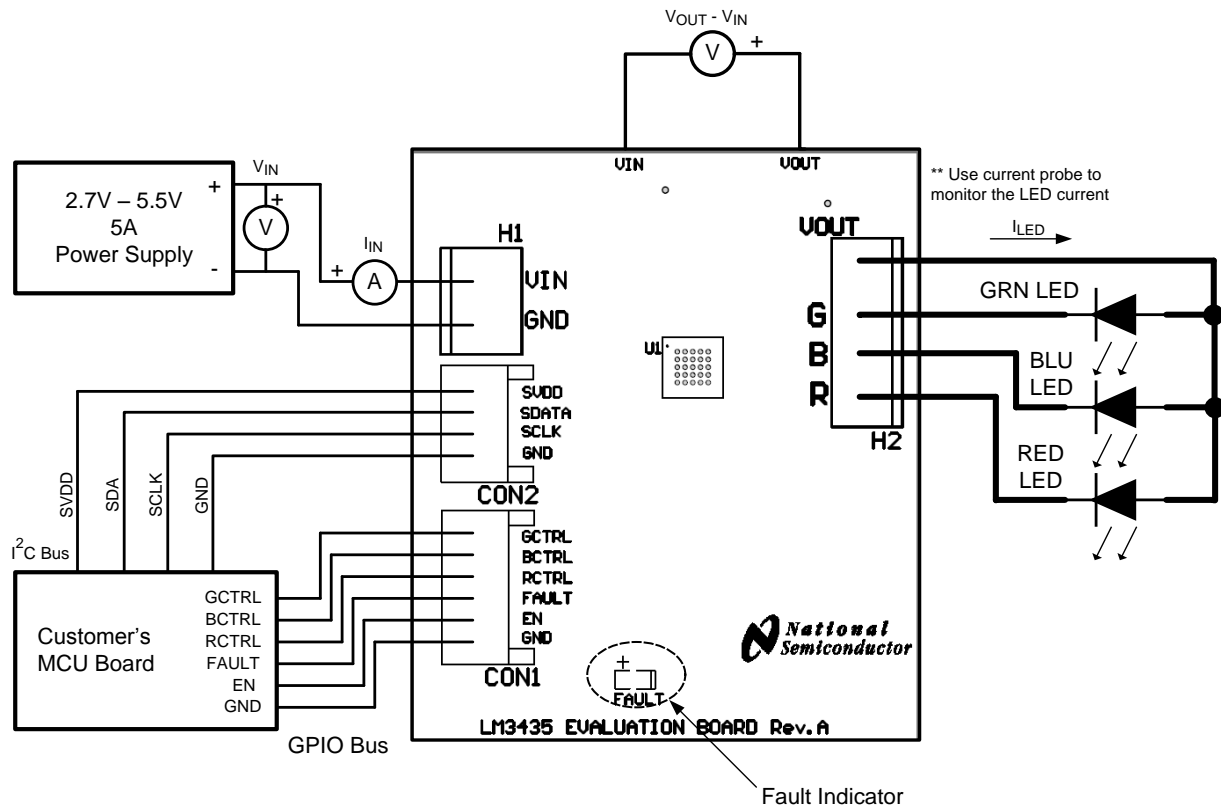 VOUT - VIN
V
+
VIN
VOUT
** Use current probe to
monitor the LED current
ILED
2.7V – 5.5V
5A
Power Supply
+
-
VIN
+
V
IIN
+
A
H1
VIN
GND
VOUT
G
B
R
H2
GRN LED
BLU
LED
RED
LED
U1
SVDD
SDATA
SCLK
GND
CON2
SVDD
SDA
SCLK
GND
I2C Bus
GCTRL
BCTRL
RCTRL
FAULT
EN
GND
CON1
Customer's
MCU Board
GCTRL
BCTRL
RCTRL
FAULT
EN
GND
GPIO Bus
National
Semiconductor
+
FAULT
LM3435 EVALUATION BOARD Rev.A
Fault Indicator